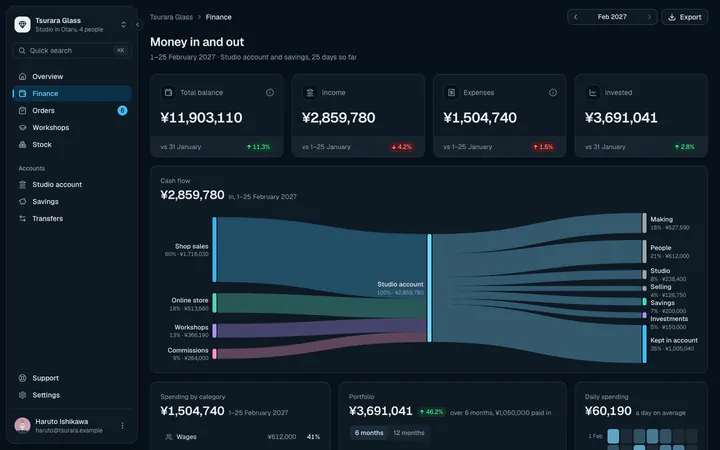 Tsurara Glass
Studio in Otaru, 4 people
Quick search
⌘K
Overview
Finance
Orders
6
Workshops
Stock
Accounts
Studio account
Savings
Transfers
Support
Settings
Haruto Ishikawa
haruto@tsurara.example
Tsurara Glass > Finance
Feb 2027
Export
Money in and out
1–25 February 2027 · Studio account and savings, 25 days so far
Total balance
¥11,903,110
vs 31 January
↑ 11.3%
Income
¥2,859,780
vs 1–25 January
↓ 4.2%
Expenses
¥1,504,740
vs 1–25 January
↑ 1.5%
Invested
¥3,691,041
vs 31 January
↑ 2.8%
Cash flow
¥2,859,780 in, 1–25 February 2027
Shop sales
60% · ¥1,716,030
Online store
18% · ¥513,560
Workshops
13% · ¥366,190
Commissions
9% · ¥264,000
Studio account
100% · ¥2,859,780
Making
18% · ¥527,590
People
21% · ¥612,000
Studio
8% · ¥238,400
Selling
4% · ¥126,750
Savings
7% · ¥200,000
Investments
5% · ¥150,000
Kept in account
35% · ¥1,005,040
Spending by category
¥1,504,740 1–25 February 2027
Wages
¥612,000
41%
Portfolio
¥3,691,041 ↑ 46.2% over 6 months, ¥1,050,000 paid in
6 months
12 months
Daily spending
¥60,190 a day on average
1 Feb